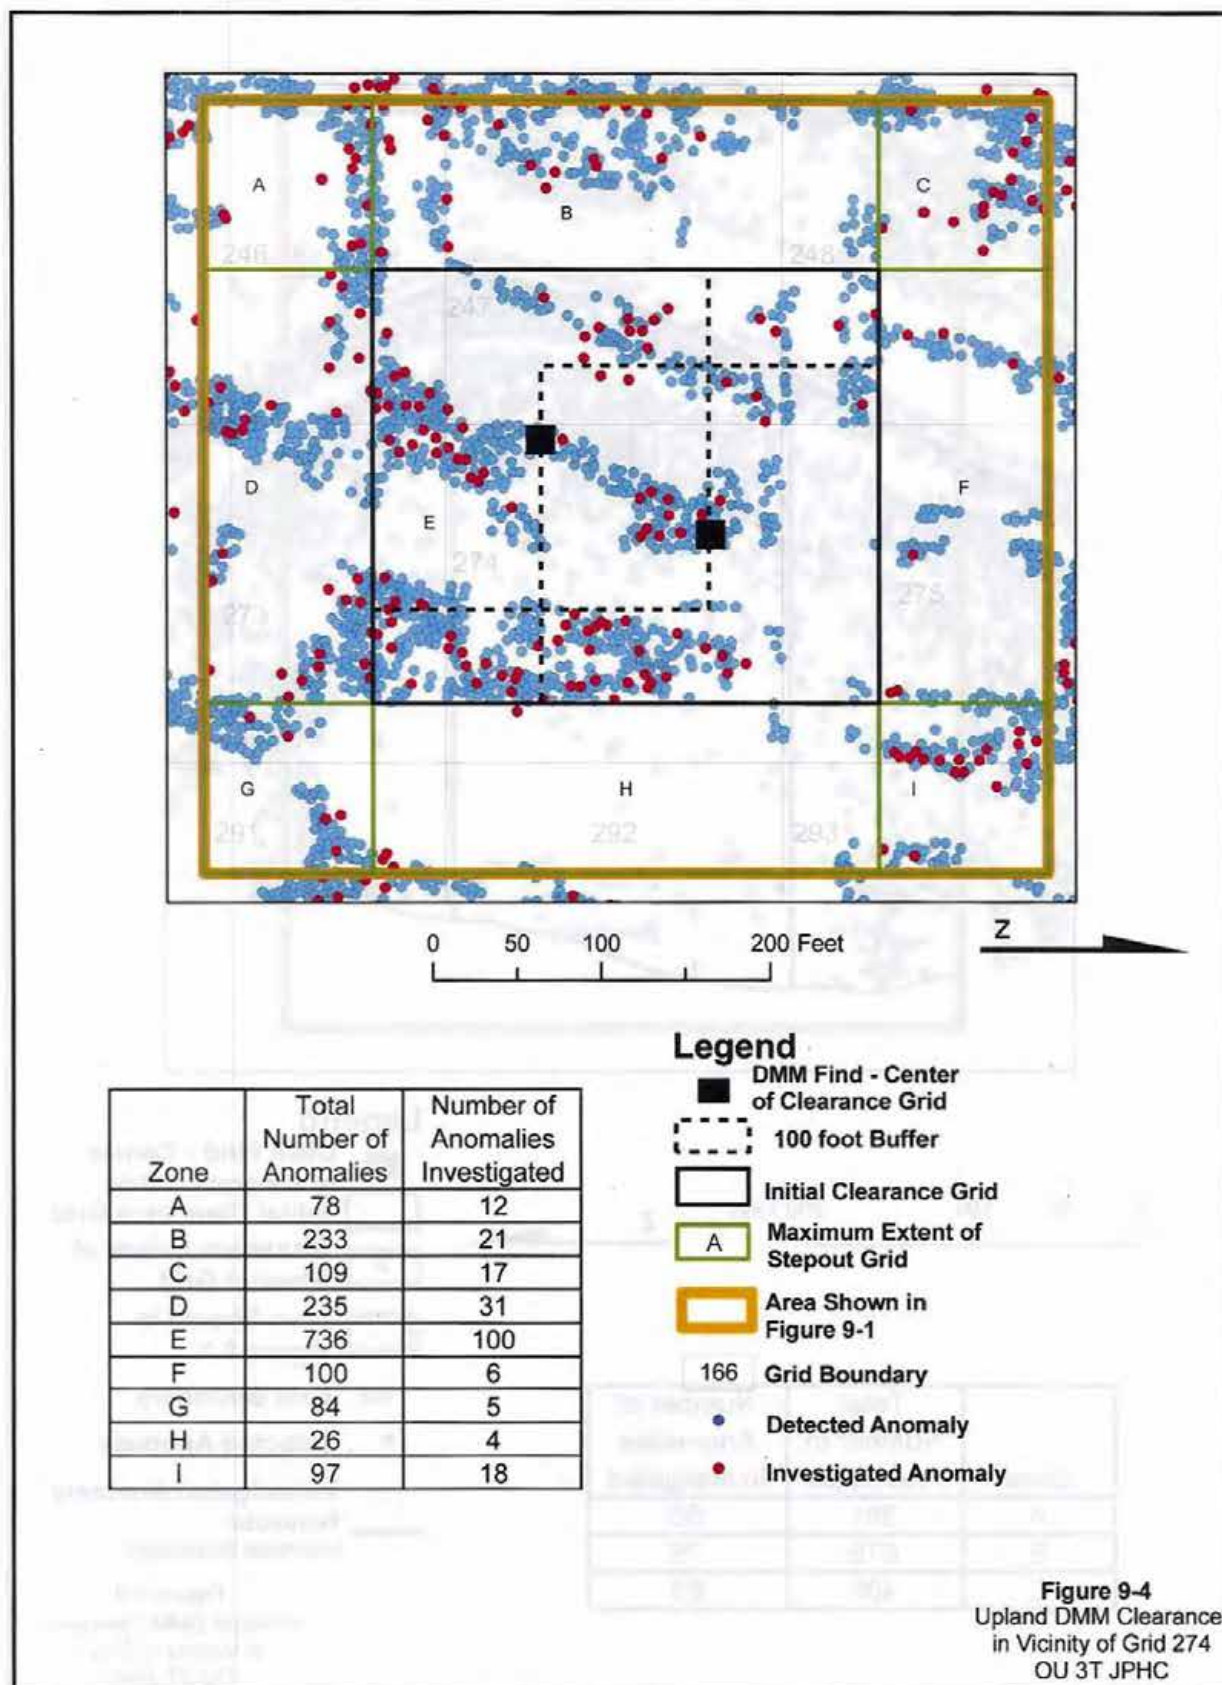 A
B
C
246
248
247
D
E
F
274
273
275
G
H
I
291
292
293
0 50 100 200 Feet
Z
Legend
DMM Find - Center
of Clearance Grid
100 foot Buffer
Initial Clearance Grid
A
Maximum Extent of
Stepout Grid
Area Shown in
Figure 9-1
166 Grid Boundary
Detected Anomaly
Investigated Anomaly
Total Number of
Number of Anomalies
Zone Anomalies Investigated
A 78 12
B 233 21
C 109 17
D 235 31
E 736 100
F 100 6
G 84 5
H 26 4
I 97 18
Figure 9-4
Upland DMM Clearance
in Vicinity of Grid 274
OU 3T JPHC